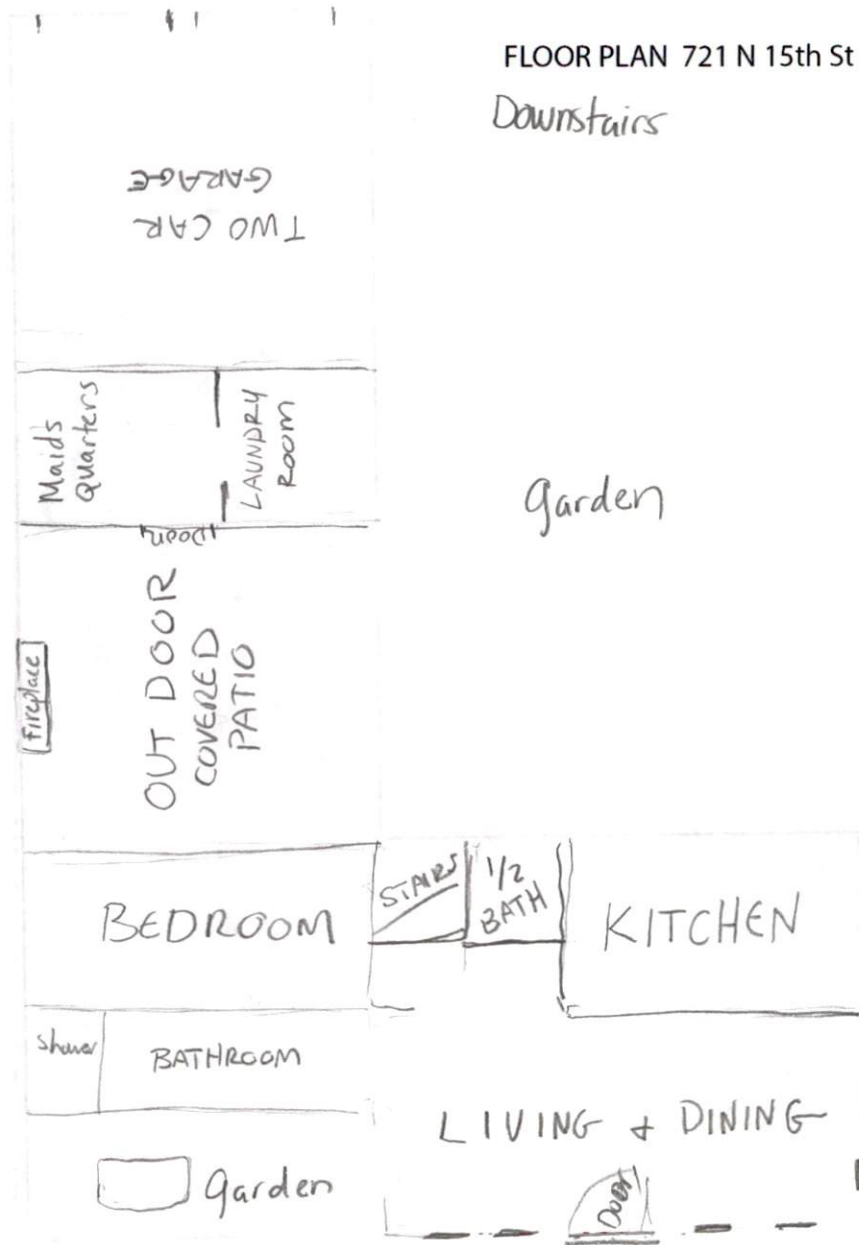 FLOOR PLAN 721 N 15th St
Downstairs
TWO CAR
GARAGE
Maid's
Quarters
LAUNDRY
ROOM
Garden
DOOR
Fireplace
OUT DOOR
COVERED
PATIO
BEDROOM
STAIRS
1/2
BATH
KITCHEN
Shower
BATHROOM
LIVING + DINING
Garden
DOOR